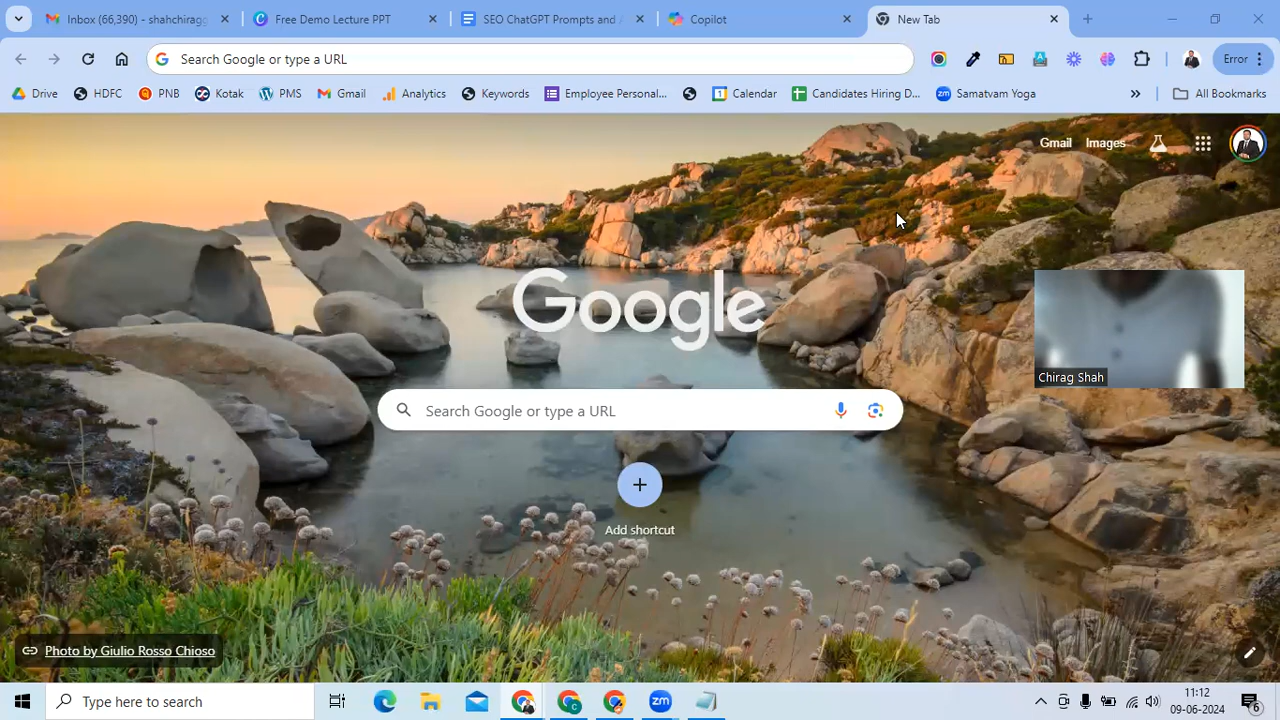 Inbox (66,390) - shahchiragg
Free Demo Lecture PPT
SEO ChatGPT Prompts and
Copilot
New Tab
Search Google or type a URL
Error
Drive
HDFC
PNB
Kotak
PMS
Gmail
Analytics
Keywords
Employee Personal...
Calendar
Candidates Hiring D...
Samatvam Yoga
All Bookmarks
Gmail
Images
Google
Chirag Shah
Search Google or type a URL
Add shortcut
Photo by Giulio Rosso Chioso
Type here to search
zm
11:12
09-06-2024
6